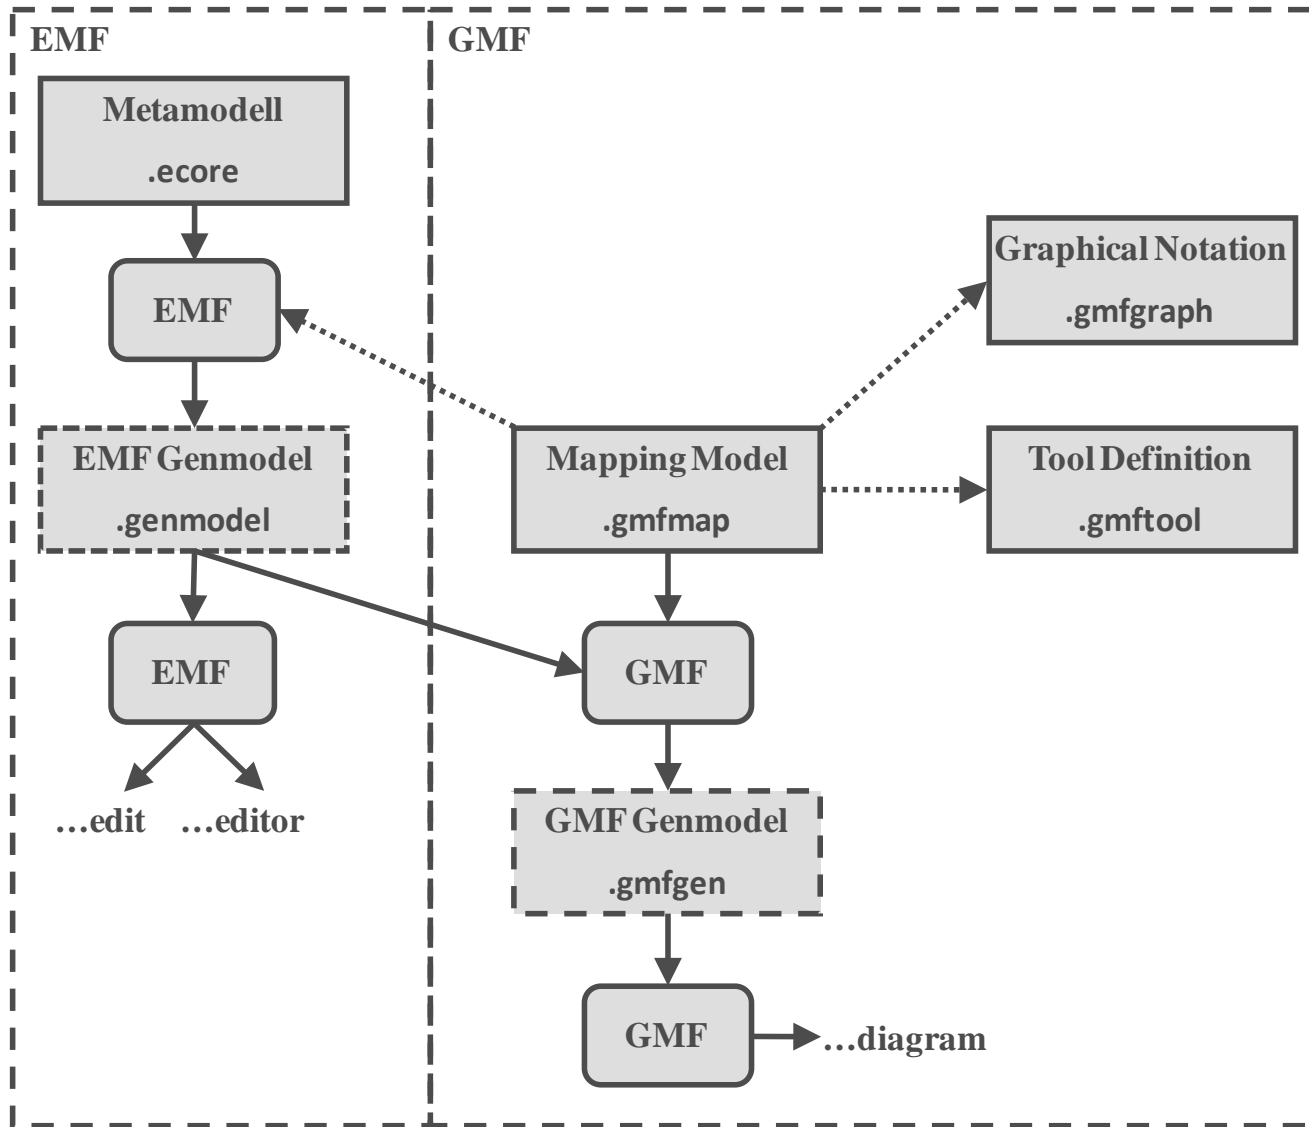 EMF
GMF
Metamodell
.ecore
EMF
Graphical Notation
.gmfgraph
EMF Genmodel
.genmodel
Mapping Model
.gmfmap
Tool Definition
.gmftool
EMF
GMF
…edit
…editor
GMF Genmodel
.gmfgen
GMF
…diagram